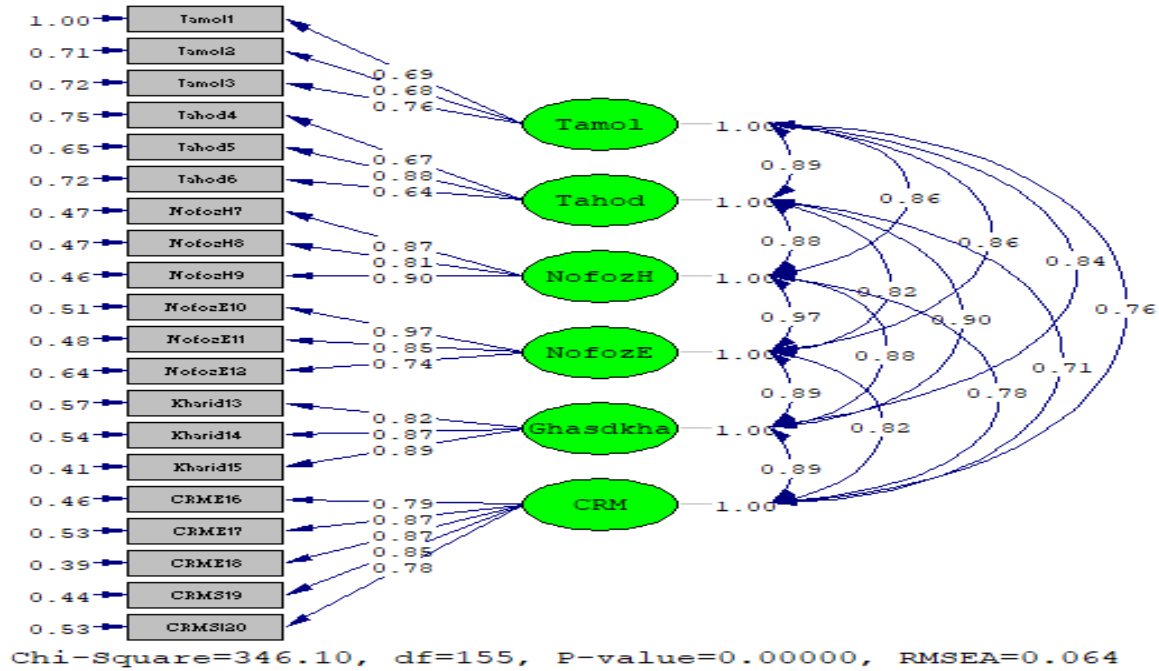 1.00 Tamol1
0.71 Tamol2
0.72 Tamol3
0.75 Tahod4
0.65 Tahod5
0.72 Tahod6
0.47 NofozH7
0.47 NofozH8
0.46 NofozH9
0.51 NofozE10
0.48 NofozE11
0.64 NofozE12
0.57 Kharid13
0.54 Kharid14
0.41 Kharid15
0.46 CRME16
0.53 CRME17
0.39 CRME18
0.44 CRMS19
0.53 CRMSl20
0.69
0.68
0.76
0.67
0.88
0.64
0.87
0.81
0.90
0.97
0.85
0.74
0.82
0.87
0.89
0.79
0.87
0.87
0.85
0.78
Tamol 1.00
Tahod 1.00
NofozH 1.00
NofozE 1.00
Ghasdkha 1.00
CRM 1.00
0.89
0.86
0.88
0.86
0.84
0.82
0.76
0.97
0.90
0.88
0.71
0.89
0.78
0.82
0.89
Chi-Square=346.10, df=155, P-value=0.00000, RMSEA=0.064